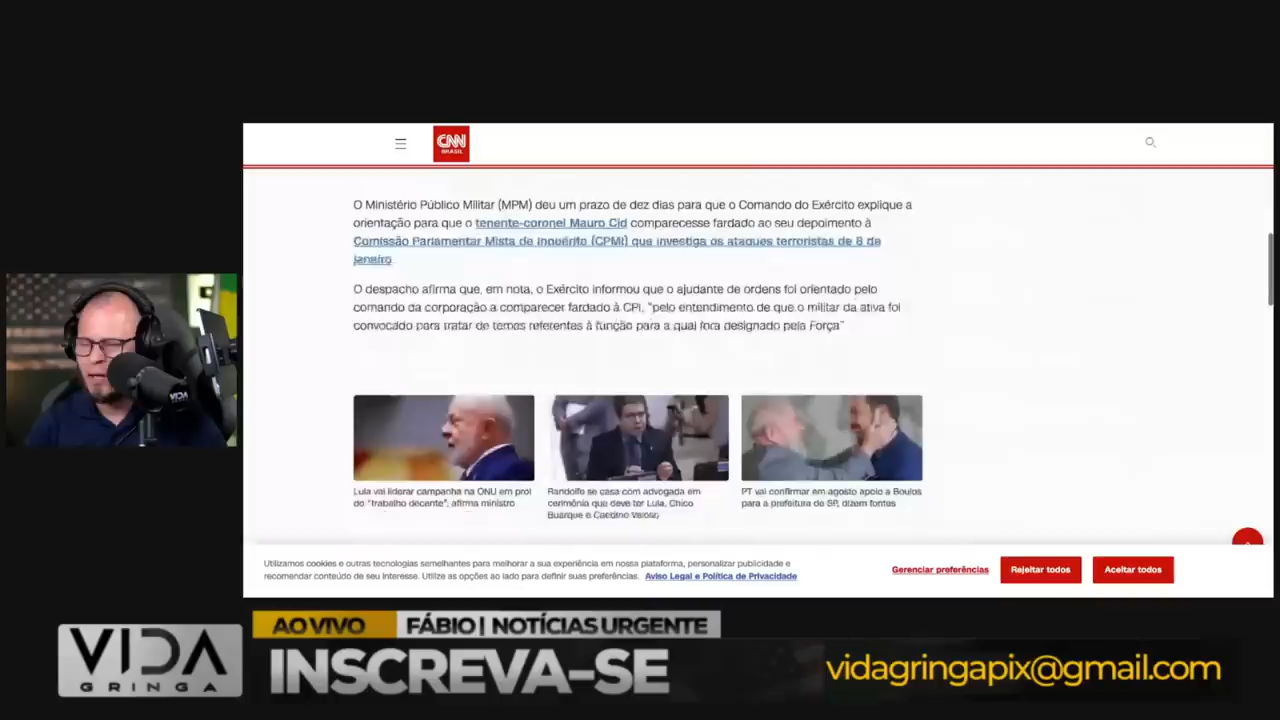 CNN
BRASIL
O Ministério Público Militar (MPM) deu um prazo de dez dias para que o Comando do Exército explique a
orientação para que o tenente-coronel Mauro Cid comparecesse fardado ao seu depoimento à
Comissão Parlamentar Mista de Inquérito (CPMI) que investiga os ataques terroristas de 8 de
janeiro.
O despacho afirma que, em nota, o Exército informou que o ajudante de ordens foi orientado pelo
comando da corporação a comparecer fardado à CPI, "pelo entendimento de que o militar da ativa foi
convocado para tratar de temas referentes à função para a qual fora designado pela Força"
Lula vai liderar campanha na ONU em prol
do "trabalho decente", afirma ministro
Randolfe se casa com advogada em
cerimônia que deve ter Lula, Chico
Buarque e Caetano Veloso
PT vai confirmar em agosto apoio a Boulos
para a prefeitura de SP, dizem fontes
Utilizamos cookies e outras tecnologias semelhantes para melhorar a sua experiência em nossa plataforma, personalizar publicidade e
recomendar conteúdo de seu interesse. Utilize as opções ao lado para definir suas preferências. Aviso Legal e Política de Privacidade
Gerenciar preferências
Rejeitar todos
Aceitar todos
VIDA
AO VIVO
FÁBIO | NOTÍCIAS URGENTE
VIDA
GRINGA
INSCREVA-SE
vidagringapix@gmail.com